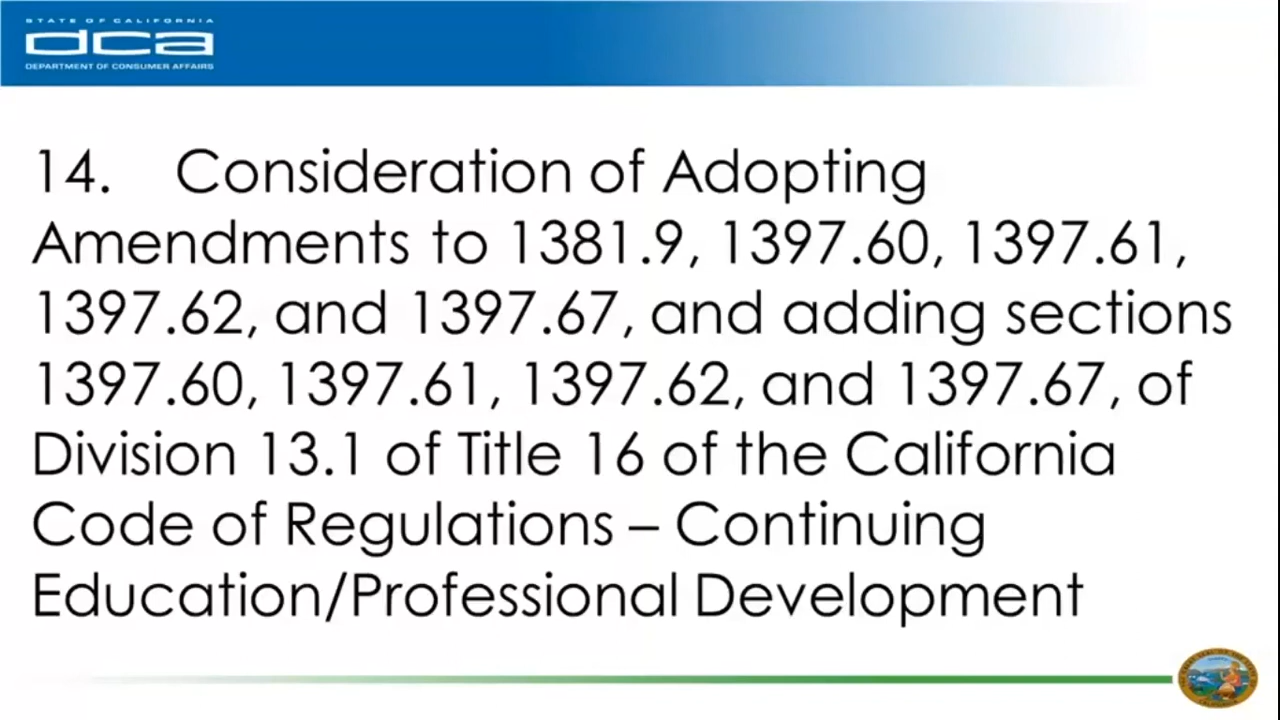 STATE OF CALIFORNIA
dca
DEPARTMENT OF CONSUMER AFFAIRS
14. Consideration of Adopting
Amendments to 1381.9, 1397.60, 1397.61,
1397.62, and 1397.67, and adding sections
1397.60, 1397.61, 1397.62, and 1397.67, of
Division 13.1 of Title 16 of the California
Code of Regulations – Continuing
Education/Professional Development